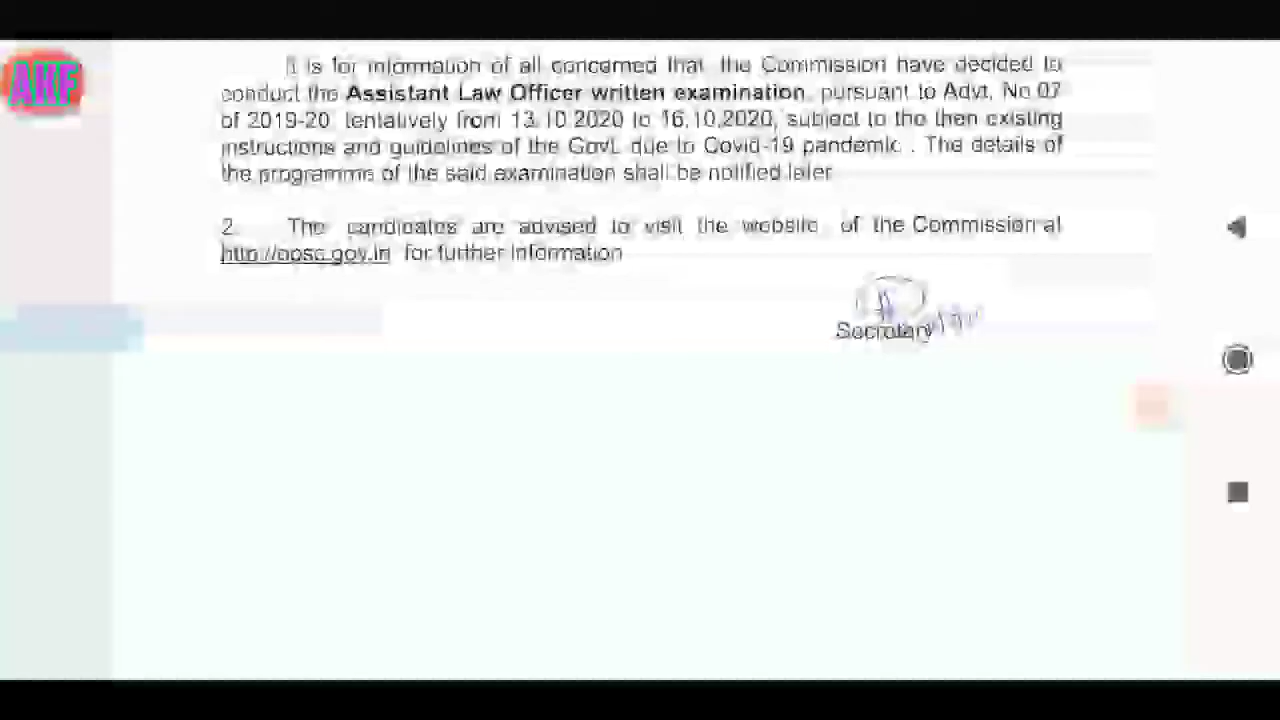 AKF
It is for information of all concerned that the Commission have decided to
conduct the Assistant Law Officer written examination, pursuant to Advt. No 07
of 2019-20 tentatively from 13.10.2020 to 16.10.2020, subject to the then existing
instructions and guidelines of the Govt. due to Covid-19 pandemic . The details of
the programme of the said examination shall be notified later
2. The candidates are advised to visit the website of the Commission at
http://opsc.gov.in for further information
Secretary